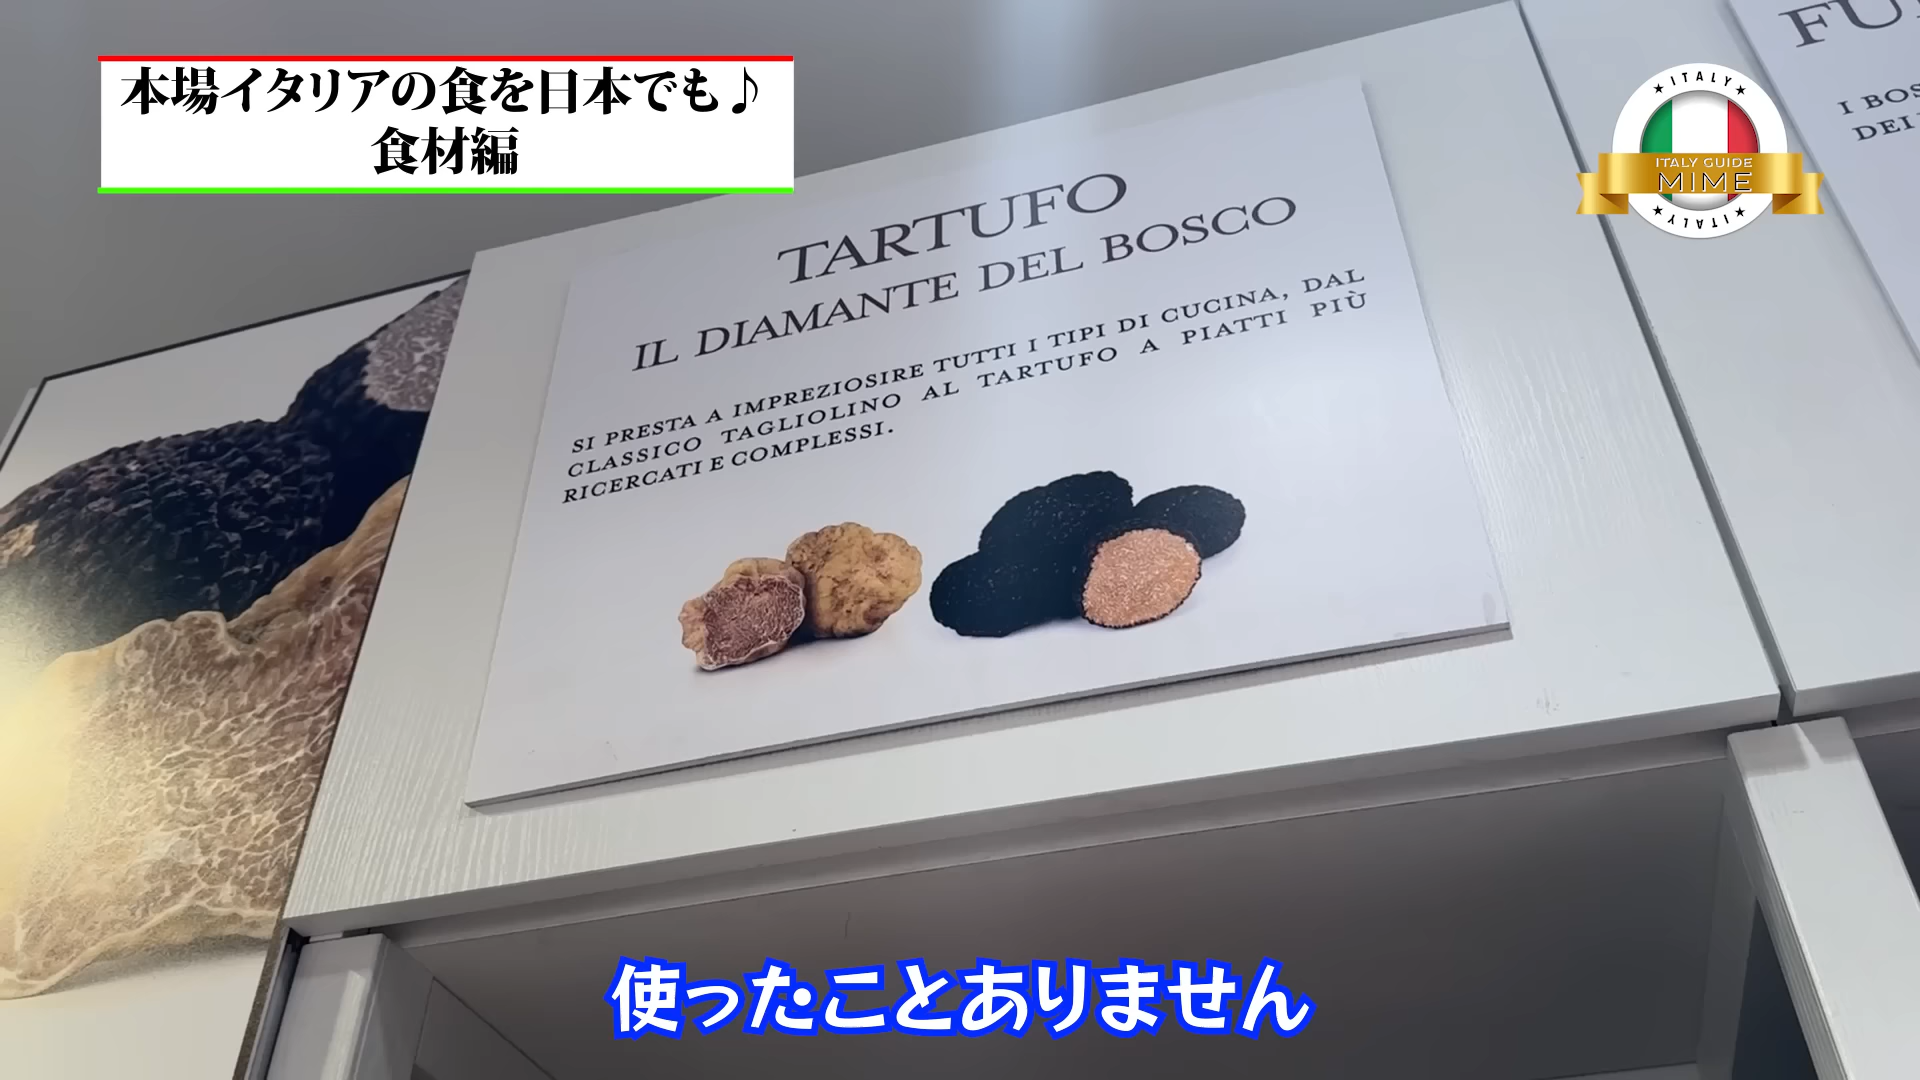 本場イタリアの食を日本でも♪
食材編
TARTUFO
IL DIAMANTE DEL BOSCO
SI PRESTA A IMPREZIOSIRE TUTTI I TIPI DI CUCINA, DAL
CLASSICO TAGLIOLINO AL TARTUFO A PIATTI PIÙ
RICERCATI E COMPLESSI.
ITALY
ITALY GUIDE
MIME
ITALY
I BOS
DEI
使ったことありません